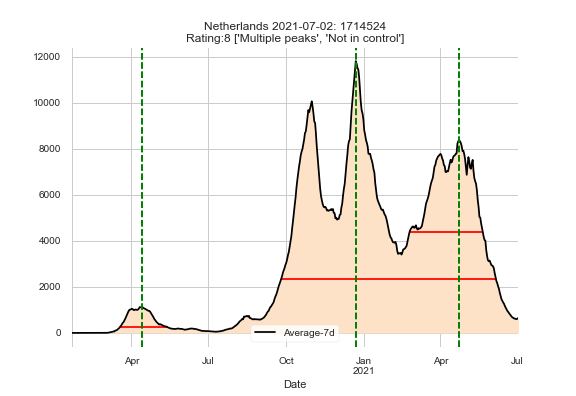 Netherlands 2021-07-02: 1714524
Rating:8 ['Multiple peaks', 'Not in control']
12000
10000
8000
6000
4000
2000
0
Average-7d
Apr Jul Oct Jan Apr Jul
2021
Date